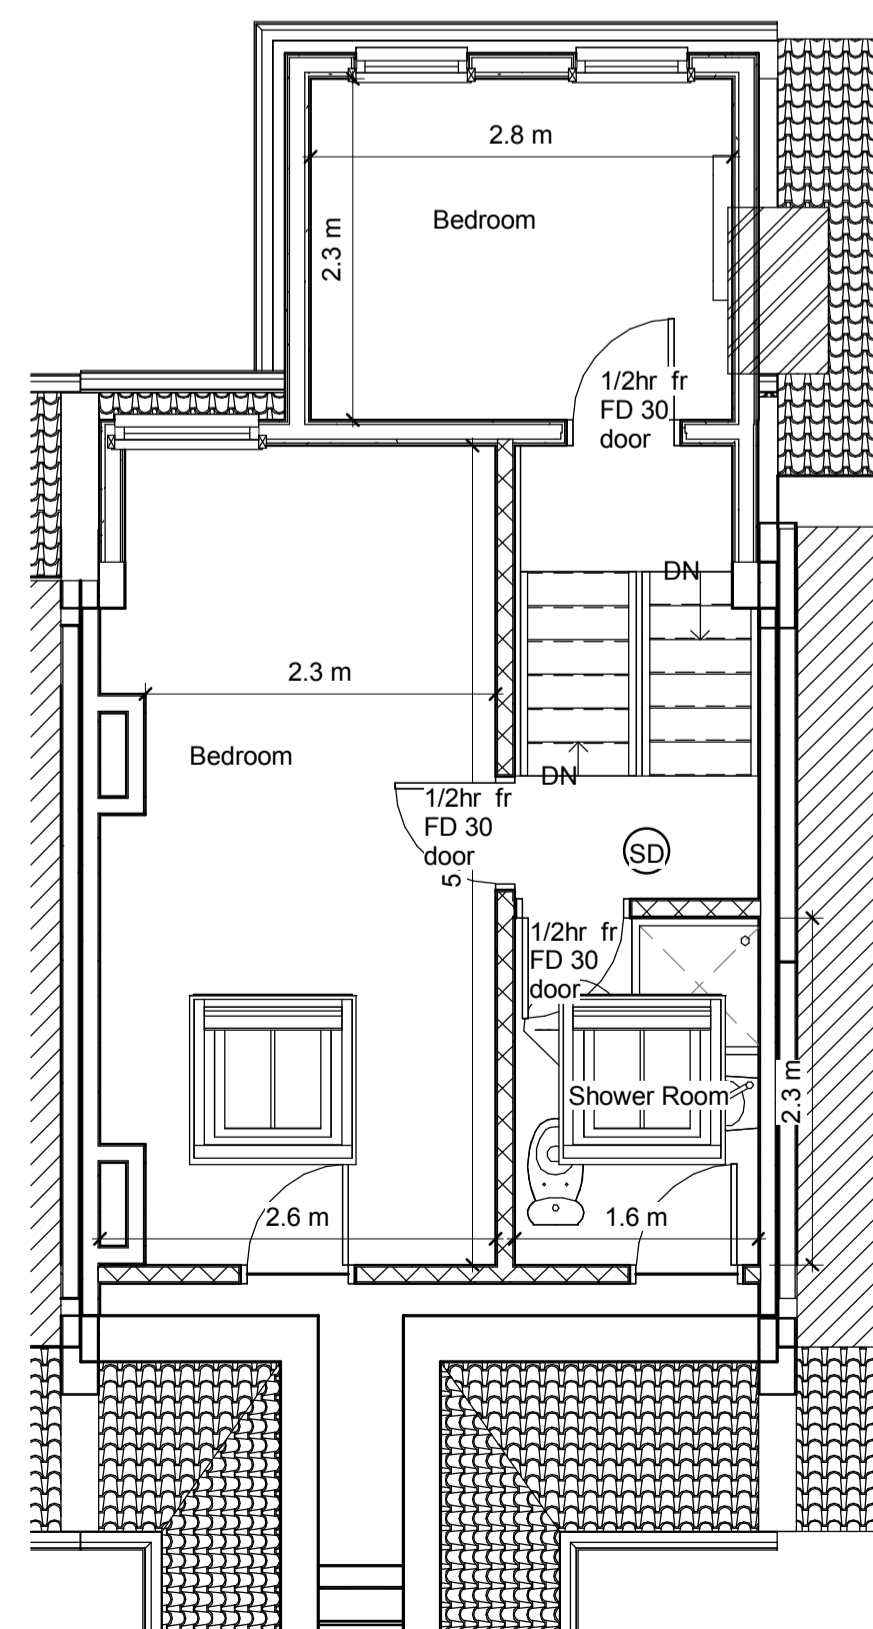 2.8 m
Bedroom
2.3 m
1/2hr fr
FD 30
door
DN
2.3 m
Bedroom
DN
1/2hr fr
FD 30
door
5.
SD
1/2hr fr
FD 30
door
Shower Room
2.3 m
2.6 m
1.6 m